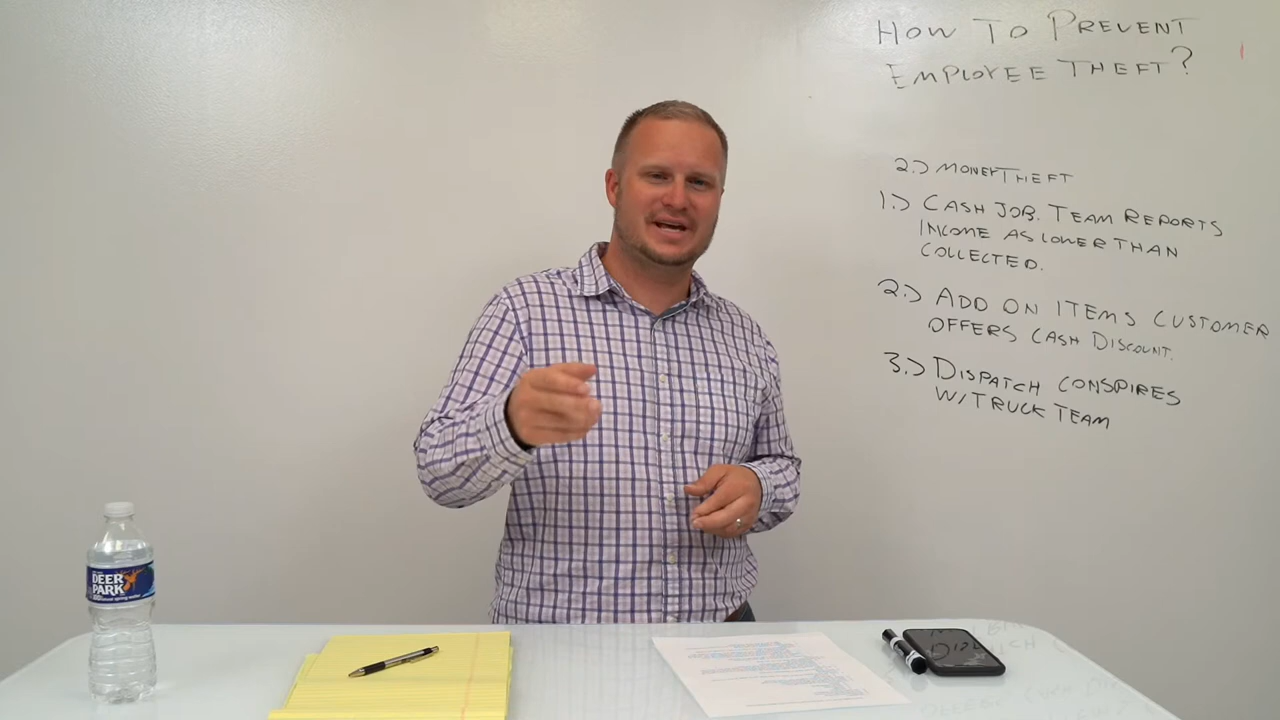 HOW TO PREVENT
EMPLOYEE THEFT?
2.) MONEY THEFT
1.) CASH JOB. TEAM REPORTS
INCOME AS LOWER THAN
COLLECTED.
2.) ADD ON ITEMS CUSTOMER
OFFERS CASH DISCOUNT.
3.) DISPATCH CONSPIRES
W/TRUCK TEAM
DEER
PARK